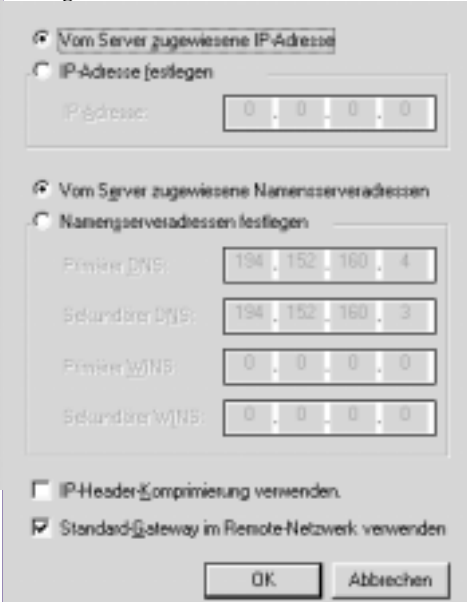 Vom Server zugewiesene IP-Adresse
IP-Adresse festlegen
IP-Adresse: 0 . 0 . 0 . 0
Vom Server zugewiesene Namensserveradressen
Namensserveradressen festlegen
Primärer DNS: 194 . 152 . 160 . 4
Sekundärer DNS: 194 . 152 . 160 . 3
Primärer WINS: 0 . 0 . 0 . 0
Sekundärer WINS: 0 . 0 . 0 . 0
IP-Header-Komprimierung verwenden.
Standard-Gateway im Remote-Netzwerk verwenden
OK Abbrechen